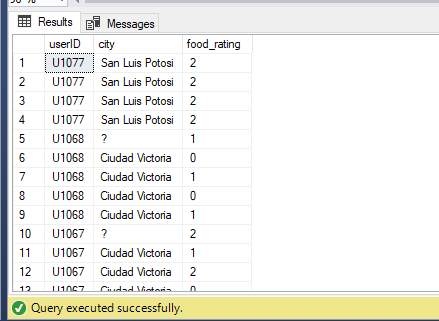 Results Messages
userID city food_rating
1 U1077 San Luis Potosi 2
2 U1077 San Luis Potosi 2
3 U1077 San Luis Potosi 2
4 U1077 San Luis Potosi 2
5 U1068 ? 1
6 U1068 Ciudad Victoria 0
7 U1068 Ciudad Victoria 1
8 U1068 Ciudad Victoria 0
9 U1068 Ciudad Victoria 1
10 U1067 ? 2
11 U1067 Ciudad Victoria 1
12 U1067 Ciudad Victoria 2
13 U1067 Ciudad Victoria 0
Query executed successfully.